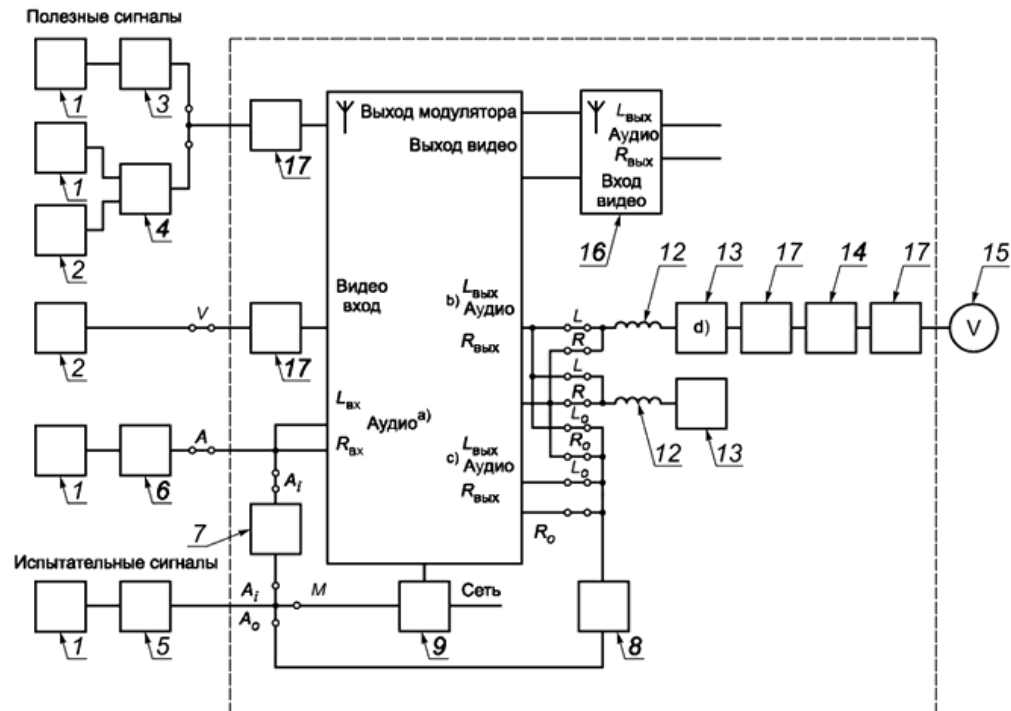 Полезные сигналы
1
3
17
1
2
4
Выход модулятора
Выход видео
Lвых
Аудио
Rвых
Вход
видео
16
12
13
17
14
17
15
Видео
вход
b) Lвых
Аудио
Rвых
V
2
17
L
R
L
R
Lo
Ro
Lo
Ro
d)
V
12
13
Lвх
Аудио a)
Rвх
A
1
6
Ai
7
c) Lвых
Аудио
Rвых
Испытательные сигналы
1
5
Ai
Ao
M
9
Сеть
8